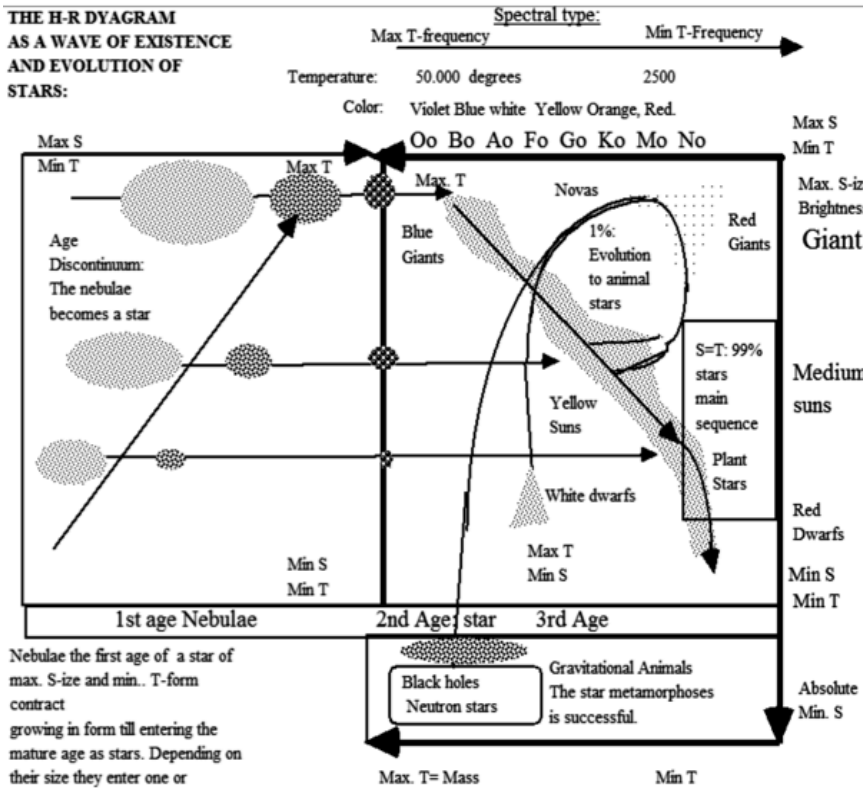 THE H-R DYAGRAM
AS A WAVE OF EXISTENCE
AND EVOLUTION OF
STARS:
Spectral type:
Max T-frequency
Min T-Frequency
Temperature:
50.000 degrees
2500
Color:
Violet Blue white Yellow Orange, Red.
Oo Bo Ao Fo Go Ko Mo No
Max S
Min T
Max S
Min T
Max T
Max. T
Novas
Max. S-iz
Brightnes
Giant
Age
Discontinuum:
The nebulae
becomes a star
Blue
Giants
1%:
Evolution
to animal
stars
Red
Giants
S=T: 99%
stars
main
sequence
Plant
Stars
Medium
suns
Yellow
Suns
White dwarfs
Red
Dwarfs
Max T
Min S
Min S
Min T
Min S
Min T
1st age Nebulae
2nd Age: star
3rd Age
Nebulae the first age of a star of
max. S-ize and min.. T-form
contract
growing in form till entering the
mature age as stars. Depending on
their size they enter one or
Black holes
Neutron stars
Gravitational Animals
The star metamorphoses
is successful.
Absolute
Min. S
Max. T= Mass
Min T